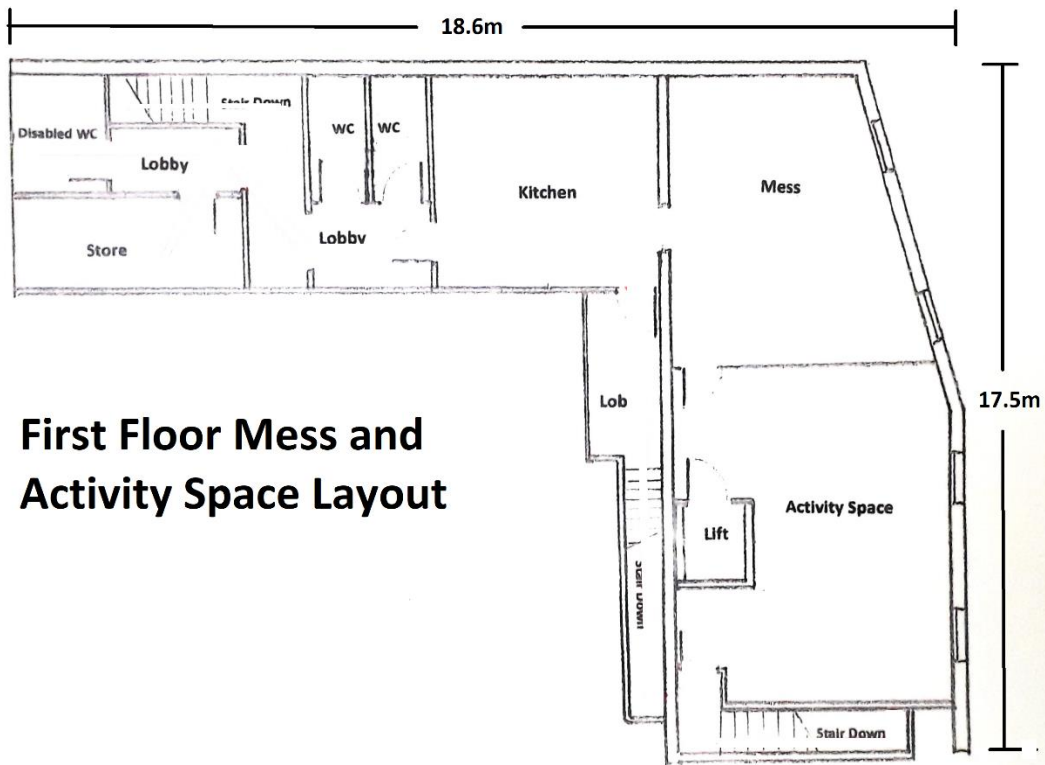 18.6m
Stair Down
Disabled WC
WC
WC
Lobby
Kitchen
Mess
Lobby
Store
17.5m
Lob
First Floor Mess and
Activity Space Layout
Activity Space
Lift
Stair Down
Stair Down